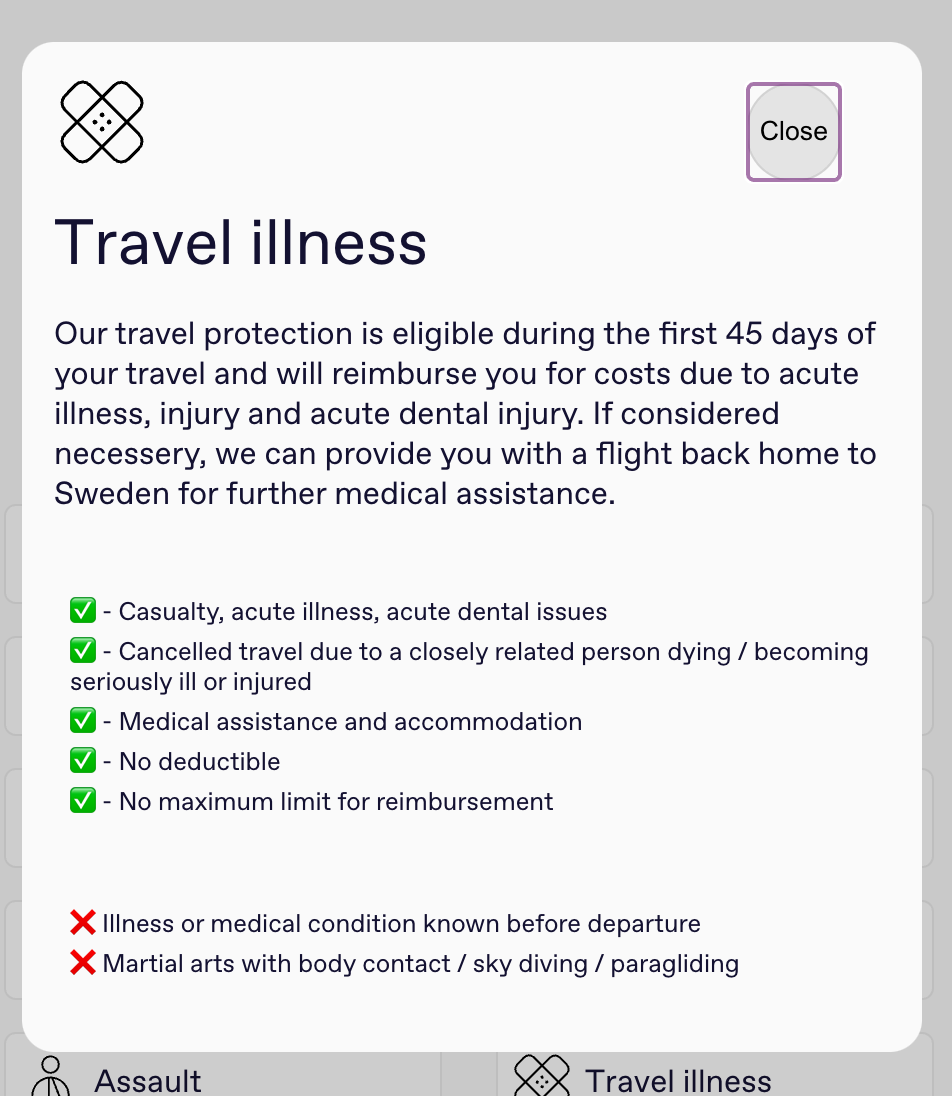 Close
Travel illness
Our travel protection is eligible during the first 45 days of
your travel and will reimburse you for costs due to acute
illness, injury and acute dental injury. If considered
necessery, we can provide you with a flight back home to
Sweden for further medical assistance.
✅ - Casualty, acute illness, acute dental issues
✅ - Cancelled travel due to a closely related person dying / becoming
seriously ill or injured
✅ - Medical assistance and accommodation
✅ - No deductible
✅ - No maximum limit for reimbursement
❌ Illness or medical condition known before departure
❌ Martial arts with body contact / sky diving / paragliding
Assault
Travel illness